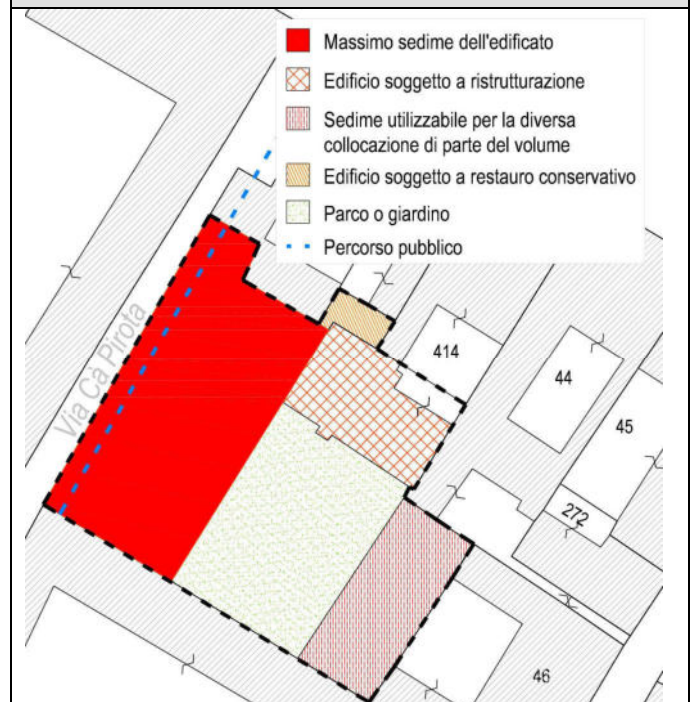 Massimo sedime dell'edificato
Edificio soggetto a ristrutturazione
Sedime utilizzabile per la diversa
collocazione di parte del volume
Edificio soggetto a restauro conservativo
Parco o giardino
Percorso pubblico
Via Cà Pirota
414
44
45
272
46